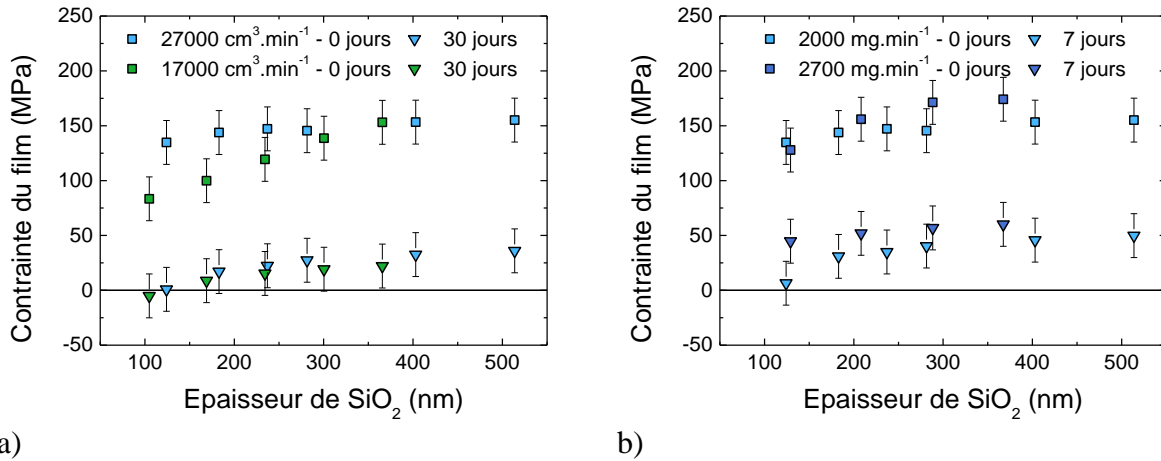 250
200
150
100
50
0
-50
Contrainte du film (MPa)
27000 cm³.min⁻¹ - 0 jours 30 jours
17000 cm³.min⁻¹ - 0 jours 30 jours
100 200 300 400 500
Epaisseur de SiO₂ (nm)
a)
250
200
150
100
50
0
-50
Contrainte du film (MPa)
2000 mg.min⁻¹ - 0 jours 7 jours
2700 mg.min⁻¹ - 0 jours 7 jours
100 200 300 400 500
Epaisseur de SiO₂ (nm)
b)